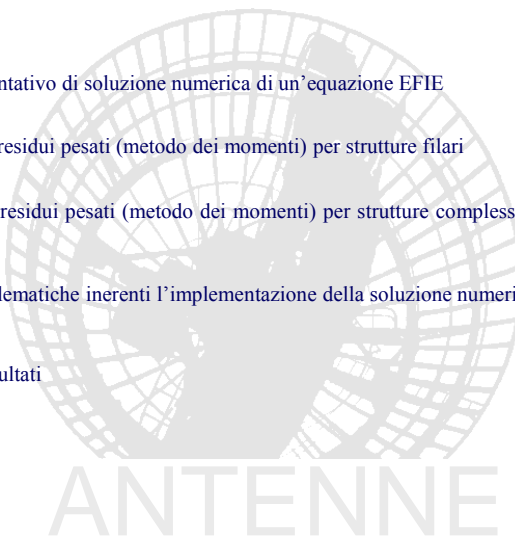 ntativo di soluzione numerica di un’equazione EFIE
residui pesati (metodo dei momenti) per strutture filari
residui pesati (metodo dei momenti) per strutture compless
lematiche inerenti l’implementazione della soluzione numeri
ultati
ANTENNE